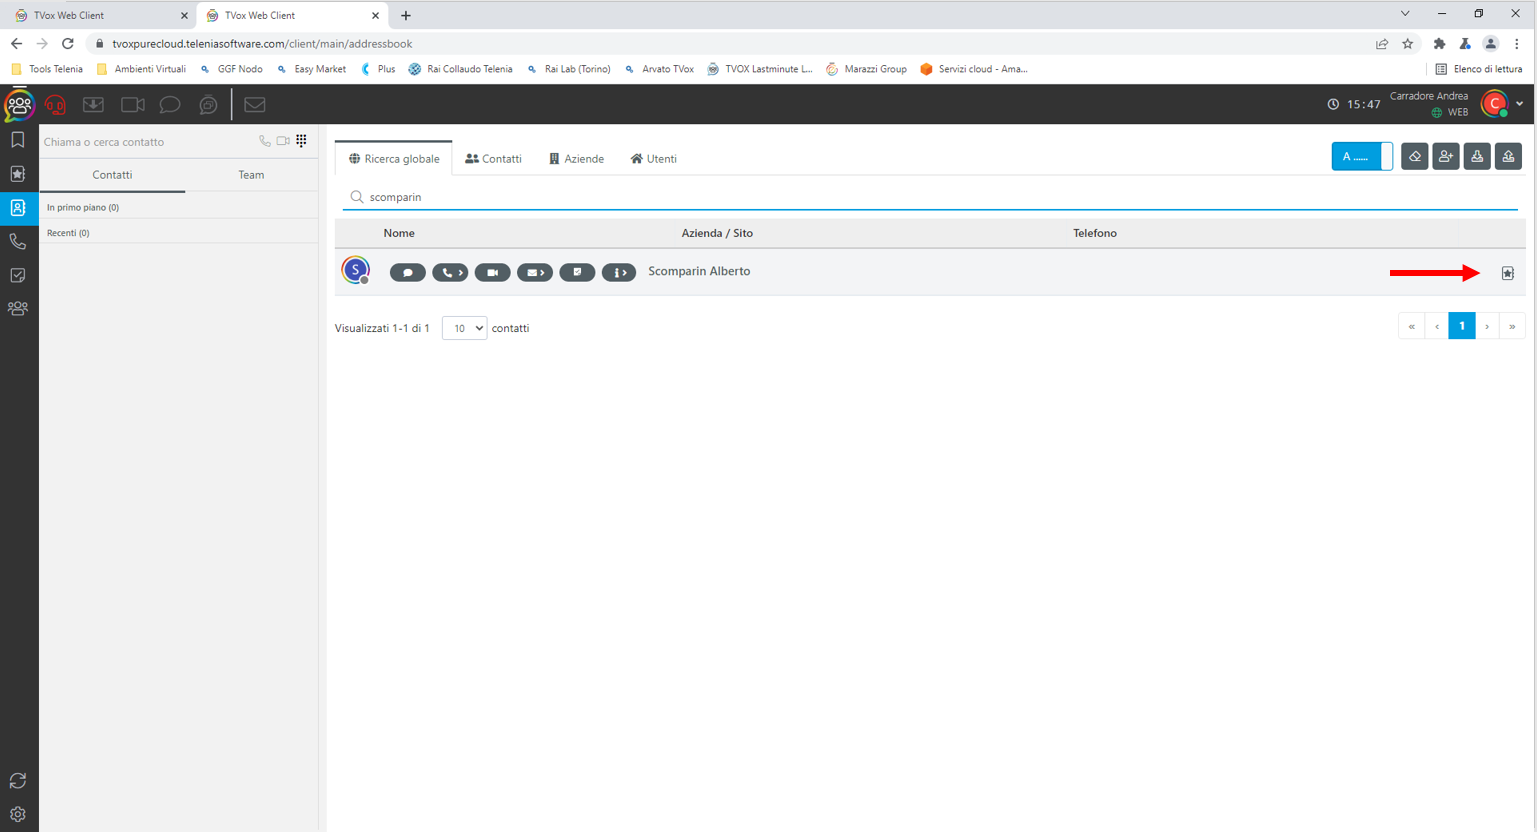 TVox Web Client
TVox Web Client
tvoxpurecloud.teleniasoftware.com/client/main/addressbook
Tools Telenia Ambienti Virtuali GGF Nodo Easy Market Plus Rai Collaudo Telenia Rai Lab (Torino) Arvato TVox TVOX Lastminute L... Marazzi Group Servizi cloud - Ama... Elenco di lettura
15:47 Carradore Andrea C
WEB
Chiama o cerca contatto
Contatti Team
In primo piano (0)
Recenti (0)
Ricerca globale Contatti Aziende Utenti A ......
scomparin
Nome Azienda / Sito Telefono
S Scomparin Alberto
Visualizzati 1-1 di 1 10 contatti « ‹ 1 › »